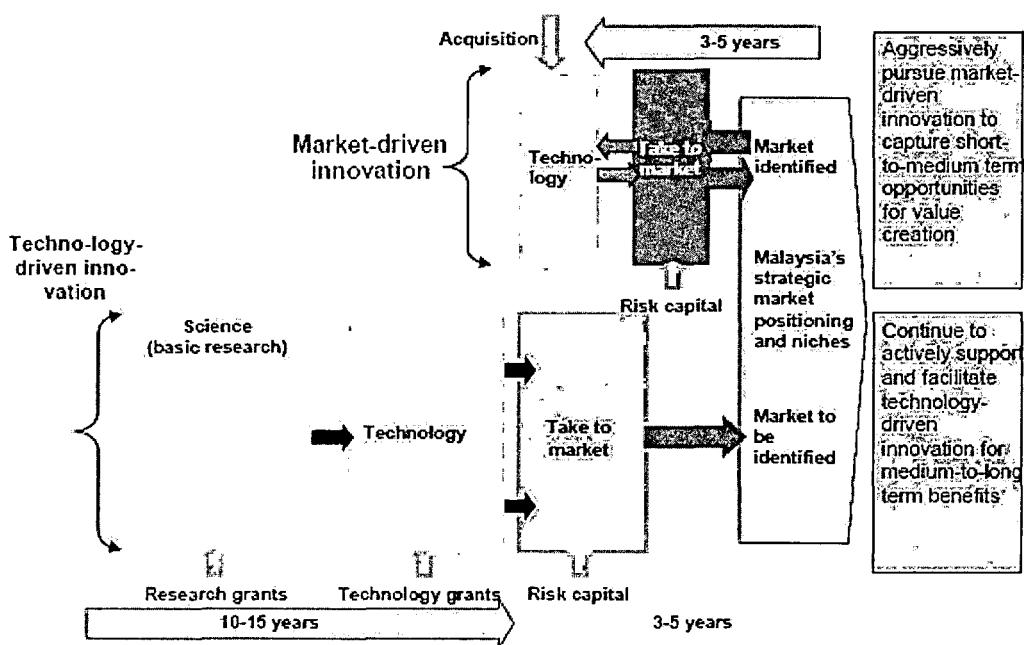 Acquisition
3-5 years
Market-driven
innovation
Techno-
logy
Take to
market
Market
identified
Aggressively
pursue market-
driven
innovation to
capture short-
to-medium term
opportunities
for value
creation
Techno-logy-
driven inno-
vation
Risk capital
Malaysia's
strategic
market
positioning
and niches
Science
(basic research)
Technology
Take to
market
Market to
be
identified
Continue to
actively support
and facilitate
technology-
driven
innovation for
medium-to-long
term benefits
Research grants
Technology grants
Risk capital
10-15 years
3-5 years